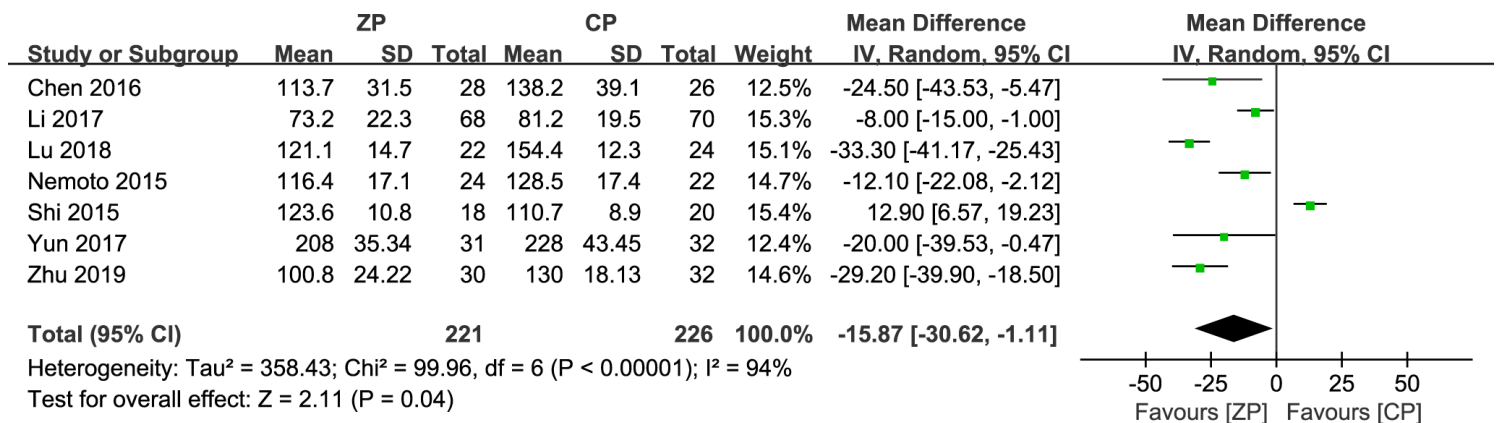 ZP CP Mean Difference Mean Difference
Study or Subgroup Mean SD Total Mean SD Total Weight IV, Random, 95% CI IV, Random, 95% CI
Chen 2016 113.7 31.5 28 138.2 39.1 26 12.5% -24.50 [-43.53, -5.47]
Li 2017 73.2 22.3 68 81.2 19.5 70 15.3% -8.00 [-15.00, -1.00]
Lu 2018 121.1 14.7 22 154.4 12.3 24 15.1% -33.30 [-41.17, -25.43]
Nemoto 2015 116.4 17.1 24 128.5 17.4 22 14.7% -12.10 [-22.08, -2.12]
Shi 2015 123.6 10.8 18 110.7 8.9 20 15.4% 12.90 [6.57, 19.23]
Yun 2017 208 35.34 31 228 43.45 32 12.4% -20.00 [-39.53, -0.47]
Zhu 2019 100.8 24.22 30 130 18.13 32 14.6% -29.20 [-39.90, -18.50]
Total (95% CI) 221 226 100.0% -15.87 [-30.62, -1.11]
Heterogeneity: Tau² = 358.43; Chi² = 99.96, df = 6 (P < 0.00001); I² = 94%
Test for overall effect: Z = 2.11 (P = 0.04)
-50 -25 0 25 50
Favours [ZP] Favours [CP]